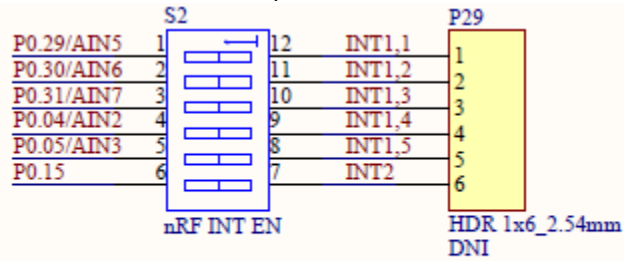 S2 P29
P0.29/AIN5 1 12 INT1,1 1
P0.30/AIN6 2 11 INT1,2 2
P0.31/AIN7 3 10 INT1,3 3
P0.04/AIN2 4 9 INT1,4 4
P0.05/AIN3 5 8 INT1,5 5
P0.15 6 7 INT2 6
nRF INT EN HDR 1x6_2.54mm
DNI